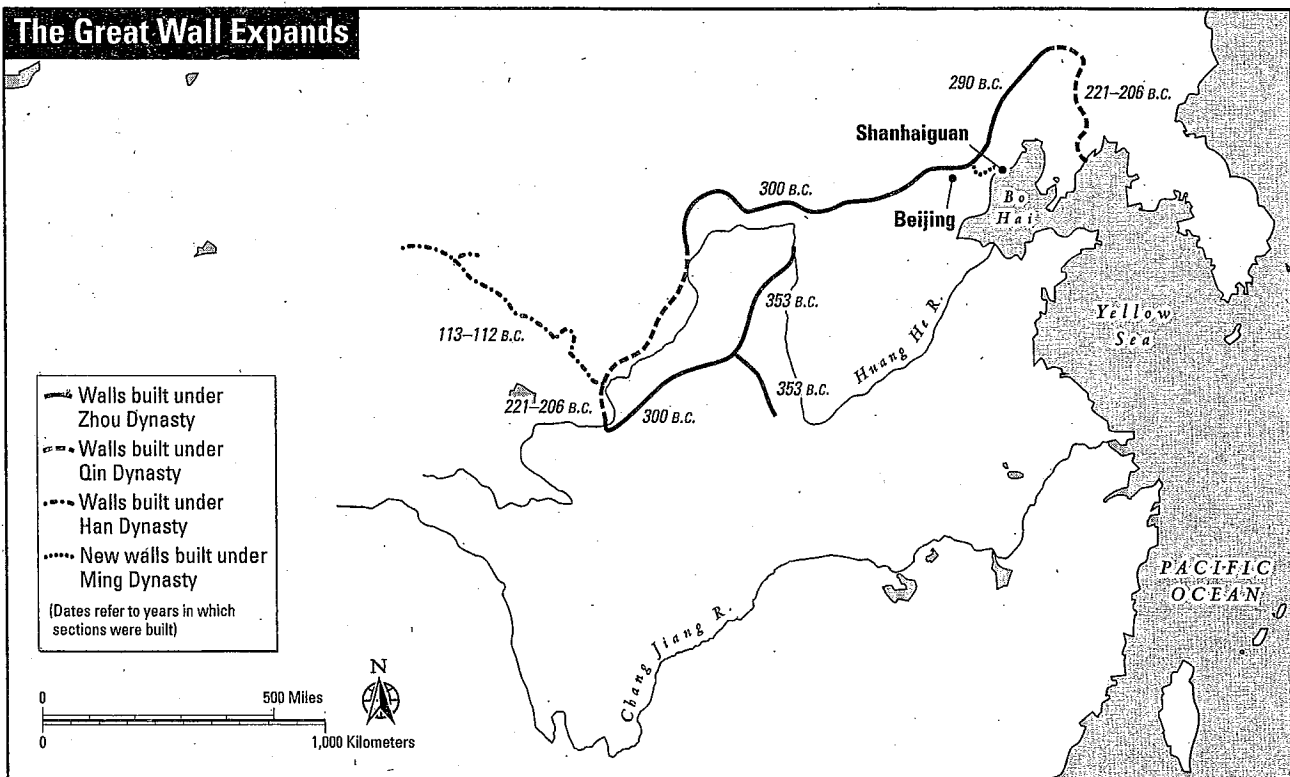 The Great Wall Expands
290 B.C.
221–206 B.C.
Shanhaiguan
300 B.C.
Beijing
Bo
Hai
353 B.C.
113–112 B.C.
Yellow
Sea
Huang He R.
353 B.C.
221–206 B.C.
300 B.C.
Walls built under
Zhou Dynasty
Walls built under
Qin Dynasty
Walls built under
Han Dynasty
New walls built under
Ming Dynasty
(Dates refer to years in which
sections were built)
PACIFIC
OCEAN
Chang Jiang R.
N
0
500 Miles
0
1,000 Kilometers